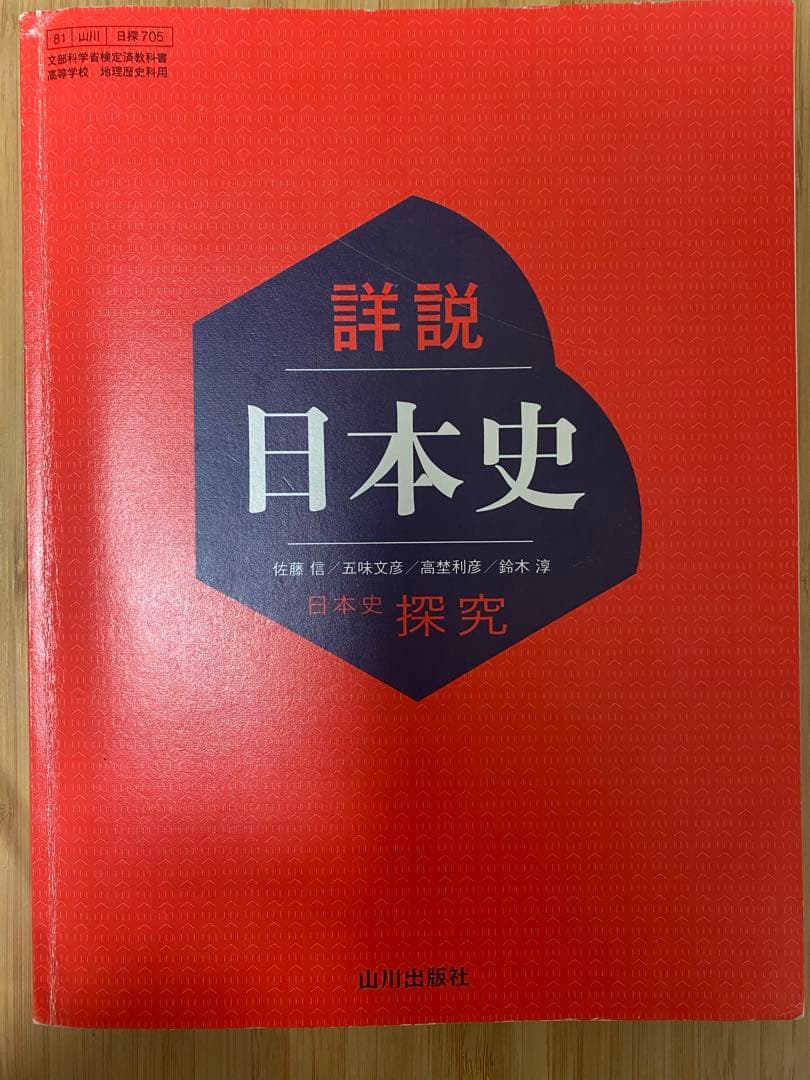 81 山川 日探705
文部科学省検定済教科書
高等学校 地理歴史科用
詳説
日本史
佐藤 信／五味文彦／高埜利彦／鈴木 淳
日本史 探究
山川出版社